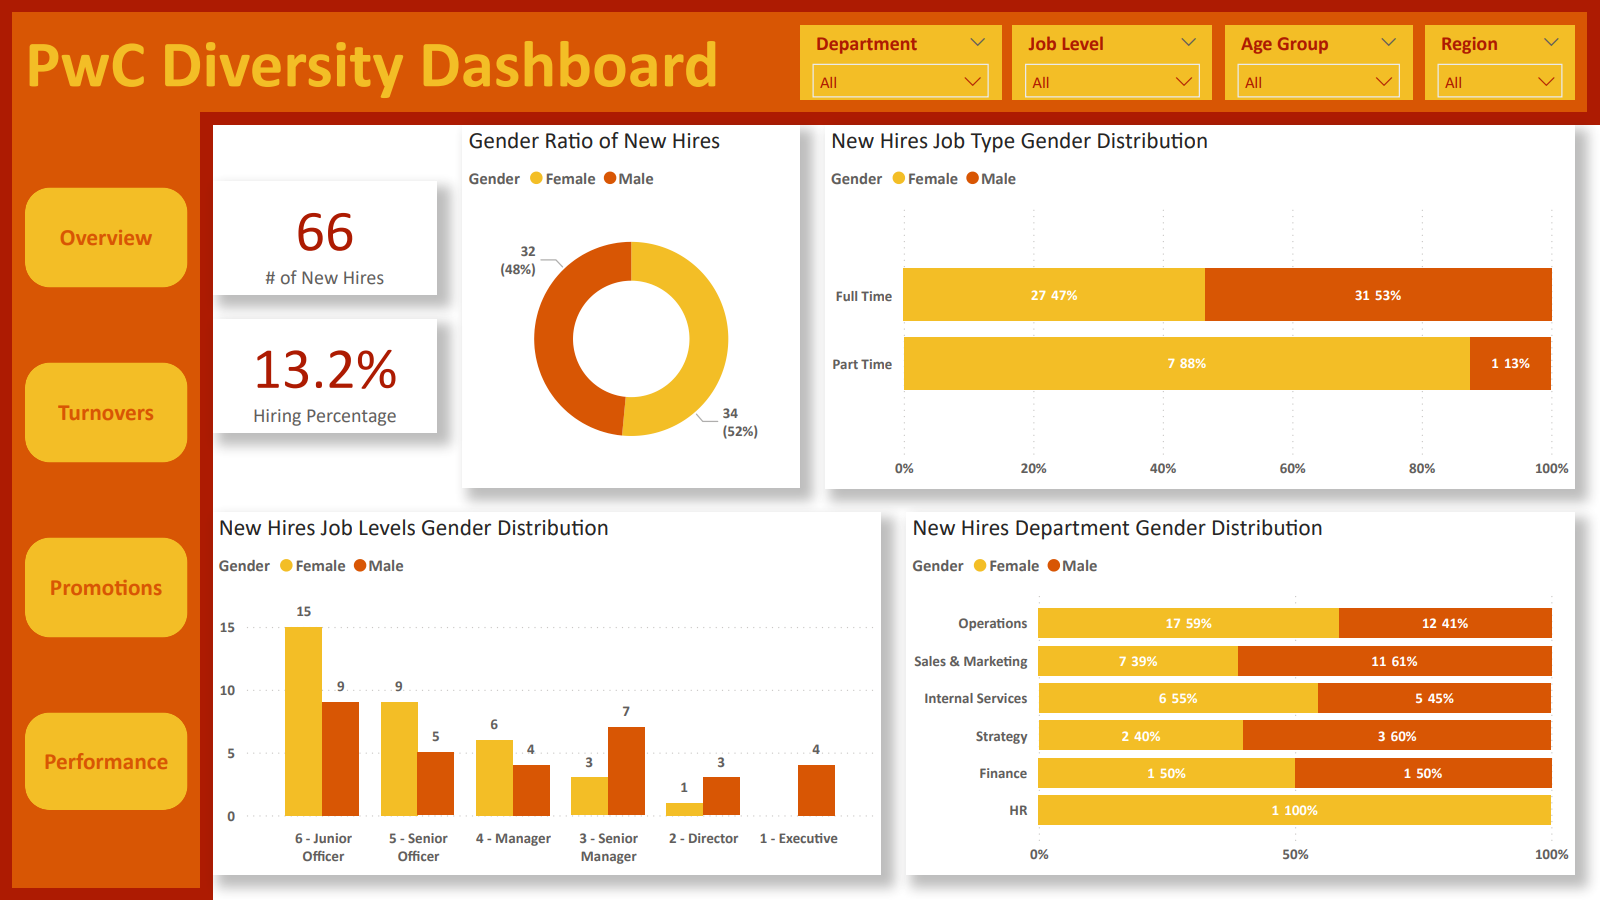 PwC Diversity Dashboard
Department
All
Job Level
All
Age Group
All
Region
All
Overview
Turnovers
Promotions
Performance
66
# of New Hires
13.2%
Hiring Percentage
Gender Ratio of New Hires
Gender Female Male
32
(48%)
34
(52%)
New Hires Job Type Gender Distribution
Gender Female Male
Full Time 27 47% 31 53%
Part Time 7 88% 1 13%
0% 20% 40% 60% 80% 100%
New Hires Job Levels Gender Distribution
Gender Female Male
15
10
5
0
15 9
9 5
6 4
3 7
1 3
4
6 - Junior
Officer
5 - Senior
Officer
4 - Manager
3 - Senior
Manager
2 - Director
1 - Executive
New Hires Department Gender Distribution
Gender Female Male
Operations 17 59% 12 41%
Sales & Marketing 7 39% 11 61%
Internal Services 6 55% 5 45%
Strategy 2 40% 3 60%
Finance 1 50% 1 50%
HR 1 100%
0% 50% 100%